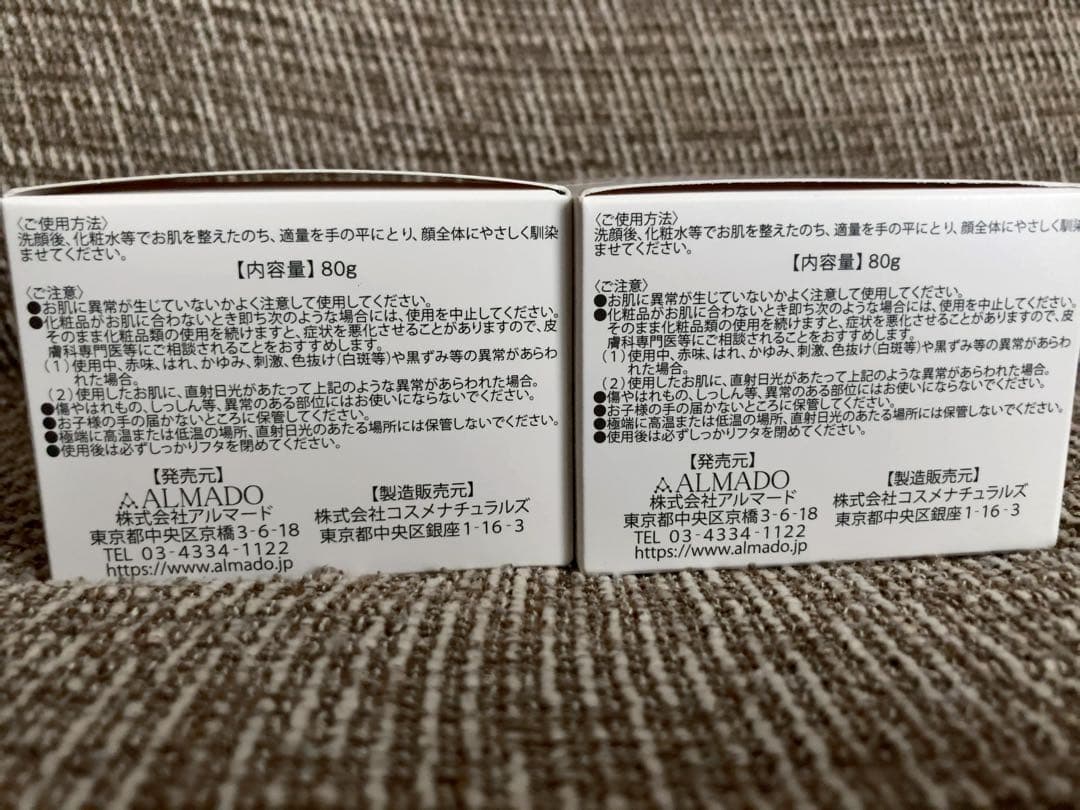 〈ご使用方法〉
洗顔後、化粧水等でお肌を整えたのち、適量を手の平にとり、顔全体にやさしく馴染
ませてください。
【内容量】80g
〈ご注意〉
●お肌に異常が生じていないかよく注意して使用してください。
●化粧品がお肌に合わないとき即ち次のような場合には、使用を中止してください。
そのまま化粧品類の使用を続けますと、症状を悪化させることがありますので、皮
膚科専門医等にご相談されることをおすすめします。
(1)使用中、赤味、はれ、かゆみ、刺激、色抜け(白斑等)や黒ずみ等の異常があらわ
れた場合。
(2)使用したお肌に、直射日光があたって上記のような異常があらわれた場合。
●傷やはれもの、しっしん等、異常のある部位にはお使いにならないでください。
●お子様の手の届かないところに保管してください。
●極端に高温または低温の場所、直射日光のあたる場所には保管しないでください。
●使用後は必ずしっかりフタを閉めてください。
【発売元】
ALMADO
株式会社アルマード
東京都中央区京橋3-6-18
TEL 03-4334-1122
https://www.almado.jp
【製造販売元】
株式会社コスメナチュラルズ
東京都中央区銀座1-16-3
〈ご使用方法〉
洗顔後、化粧水等でお肌を整えたのち、適量を手の平にとり、顔全体にやさしく馴染
ませてください。
【内容量】80g
〈ご注意〉
●お肌に異常が生じていないかよく注意して使用してください。
●化粧品がお肌に合わないとき即ち次のような場合には、使用を中止してください。
そのまま化粧品類の使用を続けますと、症状を悪化させることがありますので、皮
膚科専門医等にご相談されることをおすすめします。
(1)使用中、赤味、はれ、かゆみ、刺激、色抜け(白斑等)や黒ずみ等の異常があらわ
れた場合。
(2)使用したお肌に、直射日光があたって上記のような異常があらわれた場合。
●傷やはれもの、しっしん等、異常のある部位にはお使いにならないでください。
●お子様の手の届かないところに保管してください。
●極端に高温または低温の場所、直射日光のあたる場所には保管しないでください。
●使用後は必ずしっかりフタを閉めてください。
【発売元】
ALMADO
株式会社アルマード
東京都中央区京橋3-6-18
TEL 03-4334-1122
https://www.almado.jp
【製造販売元】
株式会社コスメナチュラルズ
東京都中央区銀座1-16-3